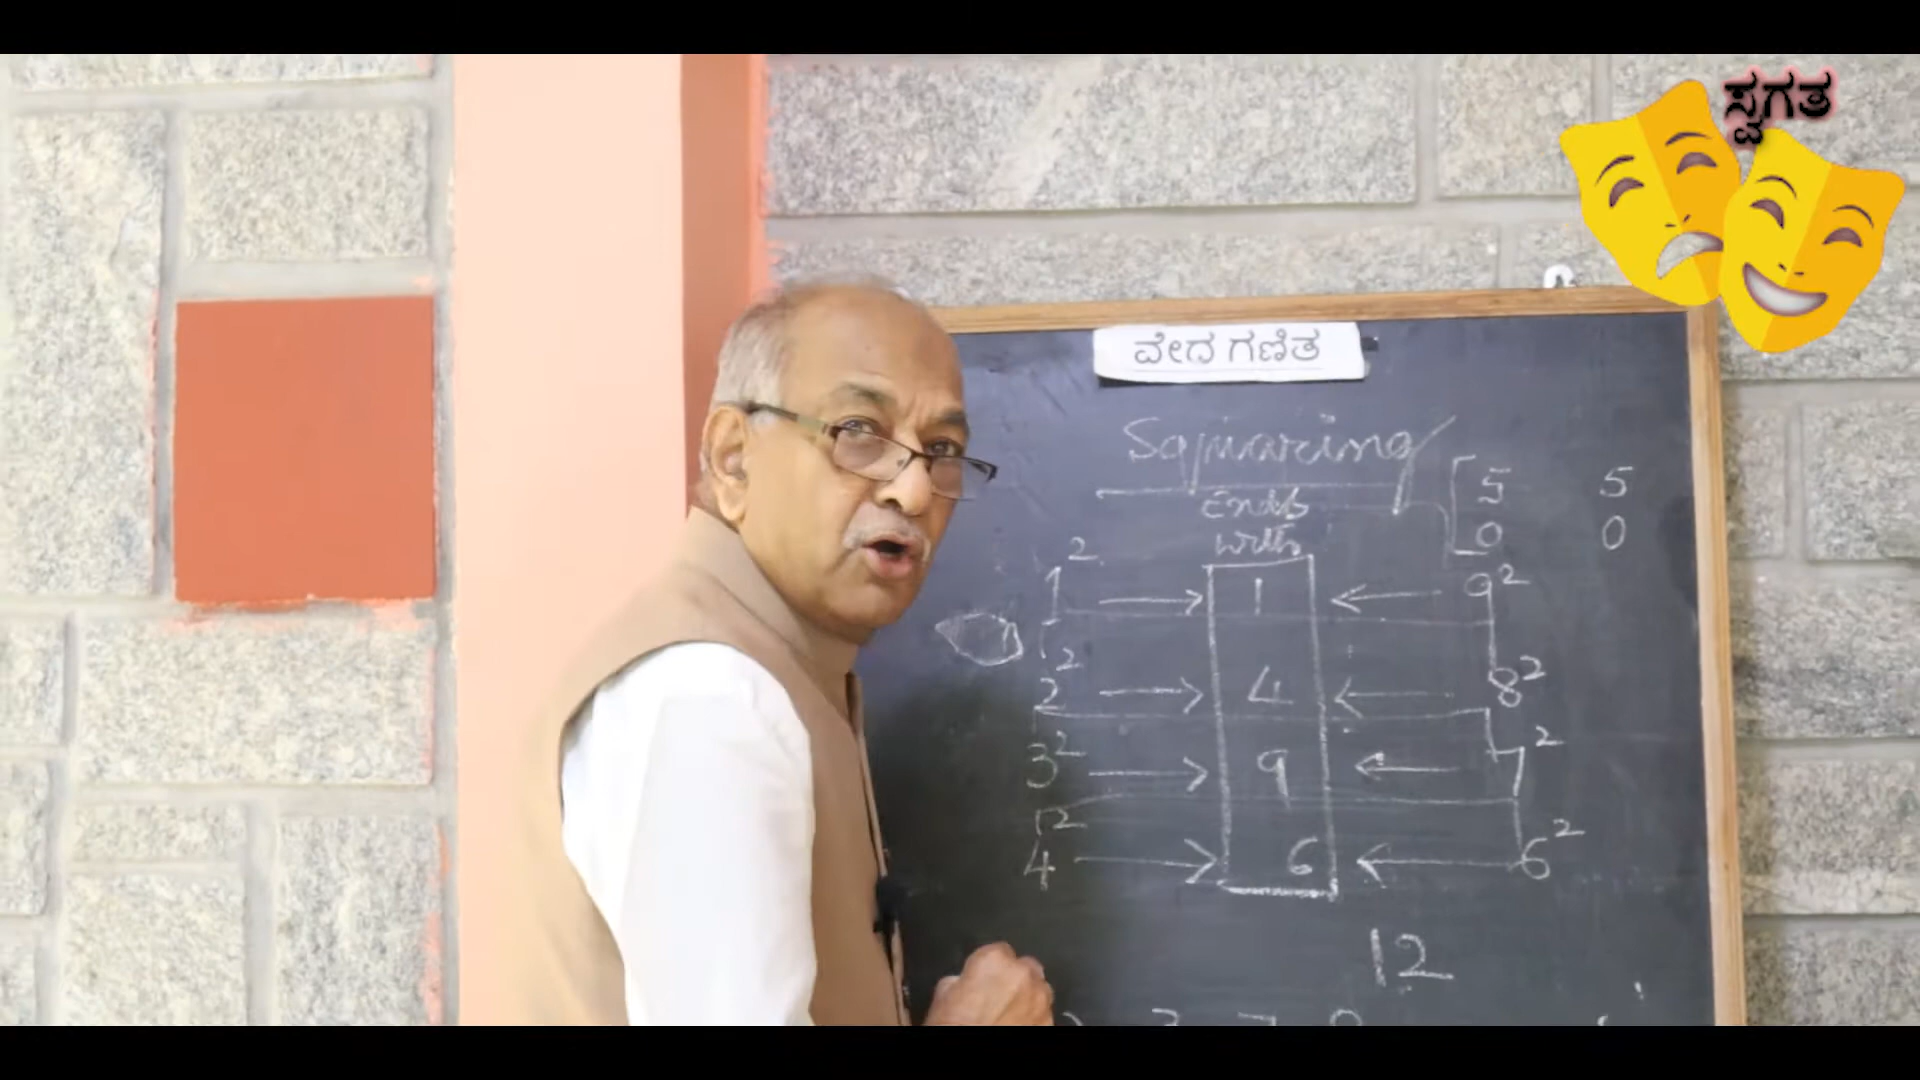 ಸ್ವಗತ
ವೇದ ಗಣಿತ
Squaring
Ends
with
5 5
0 0
1² → 1 ← 9²
2² → 4 ← 8²
3² → 9 ← 7²
4² → 6 ← 6²
12